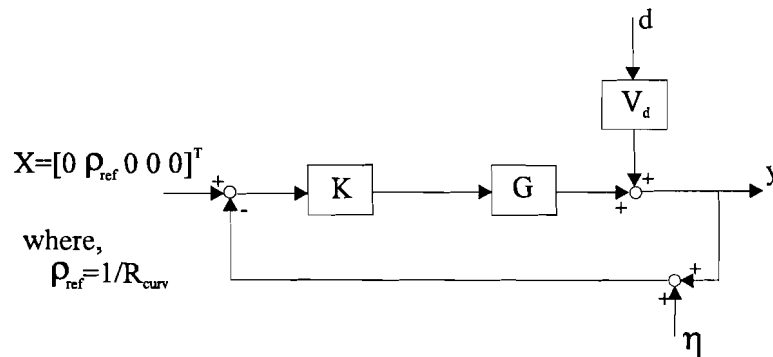 d
V_d
X=[0 ρ_ref 0 0 0]^T
+
-
K
G
+
+
y
where,
ρ_ref=1/R_curv
+
+
η